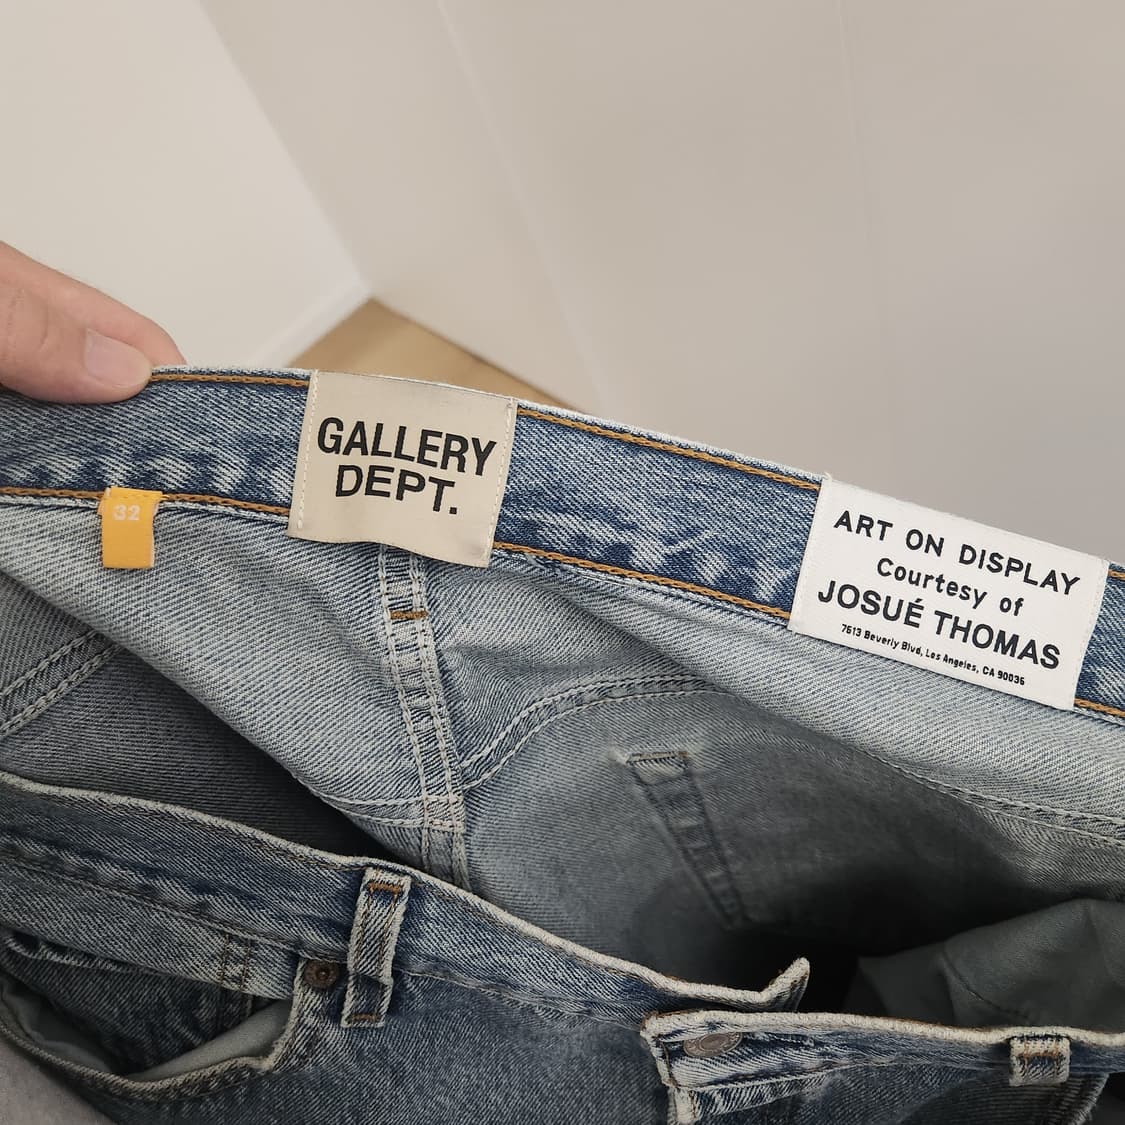 GALLERY
DEPT.
32
ART ON DISPLAY
Courtesy of
JOSUÉ THOMAS
7613 Beverly Blvd, Los Angeles, CA 90036